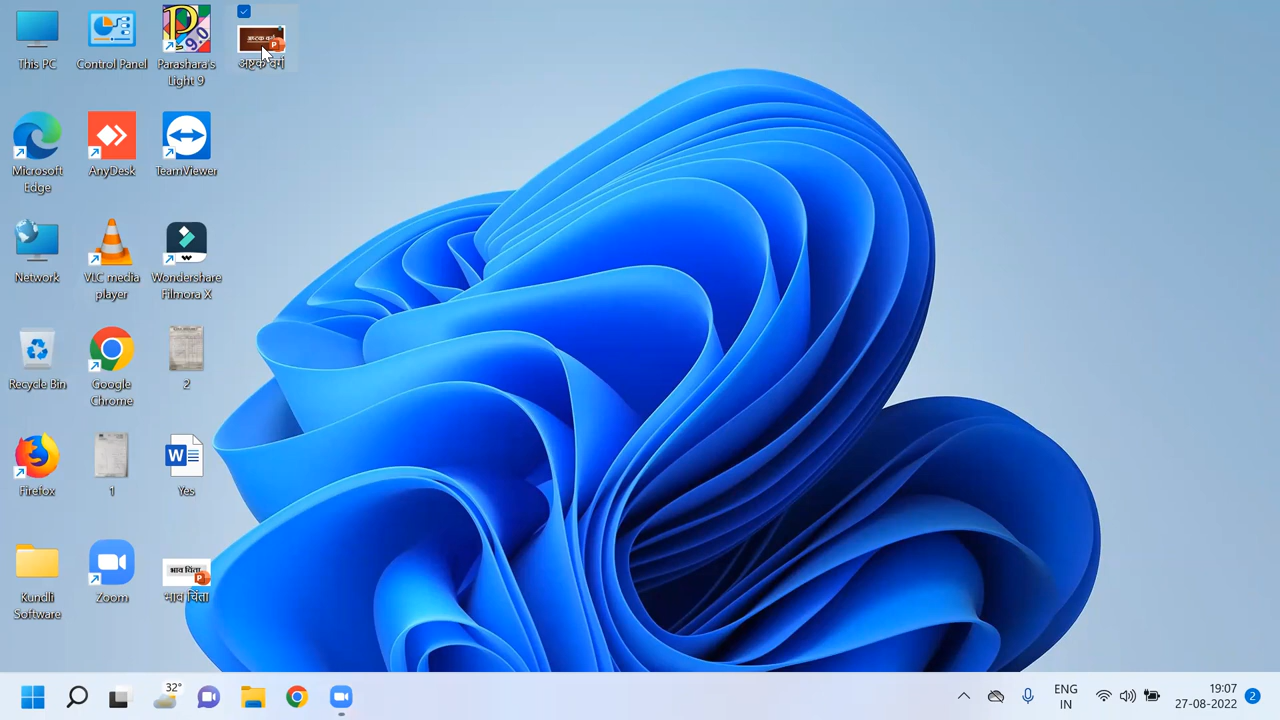 This PC
Control Panel
Parashara's
Light 9
अष्टक वर्ग
Microsoft
Edge
AnyDesk
TeamViewer
Network
VLC media
player
Wondershare
Filmora X
Recycle Bin
Google
Chrome
2
Firefox
1
Yes
Kundli
Software
Zoom
भाव चिंता
भाव चिंता
32°
ENG
IN
19:07
27-08-2022
2